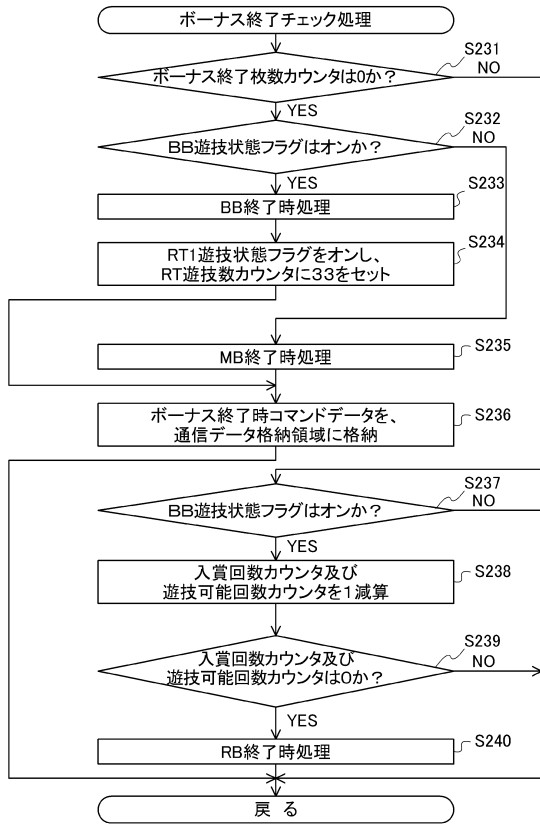 ボーナス終了チェック処理
S231
ボーナス終了枚数カウンタは0か？
NO
YES
S232
BB遊技状態フラグはオンか？
NO
YES
S233
BB終了時処理
S234
RT1遊技状態フラグをオンし、
RT遊技数カウンタに33をセット
S235
MB終了時処理
S236
ボーナス終了時コマンドデータを、
通信データ格納領域に格納
S237
BB遊技状態フラグはオンか？
NO
YES
S238
入賞回数カウンタ及び
遊技可能回数カウンタを1減算
S239
入賞回数カウンタ及び
遊技可能回数カウンタは0か？
NO
YES
S240
RB終了時処理
戻 る